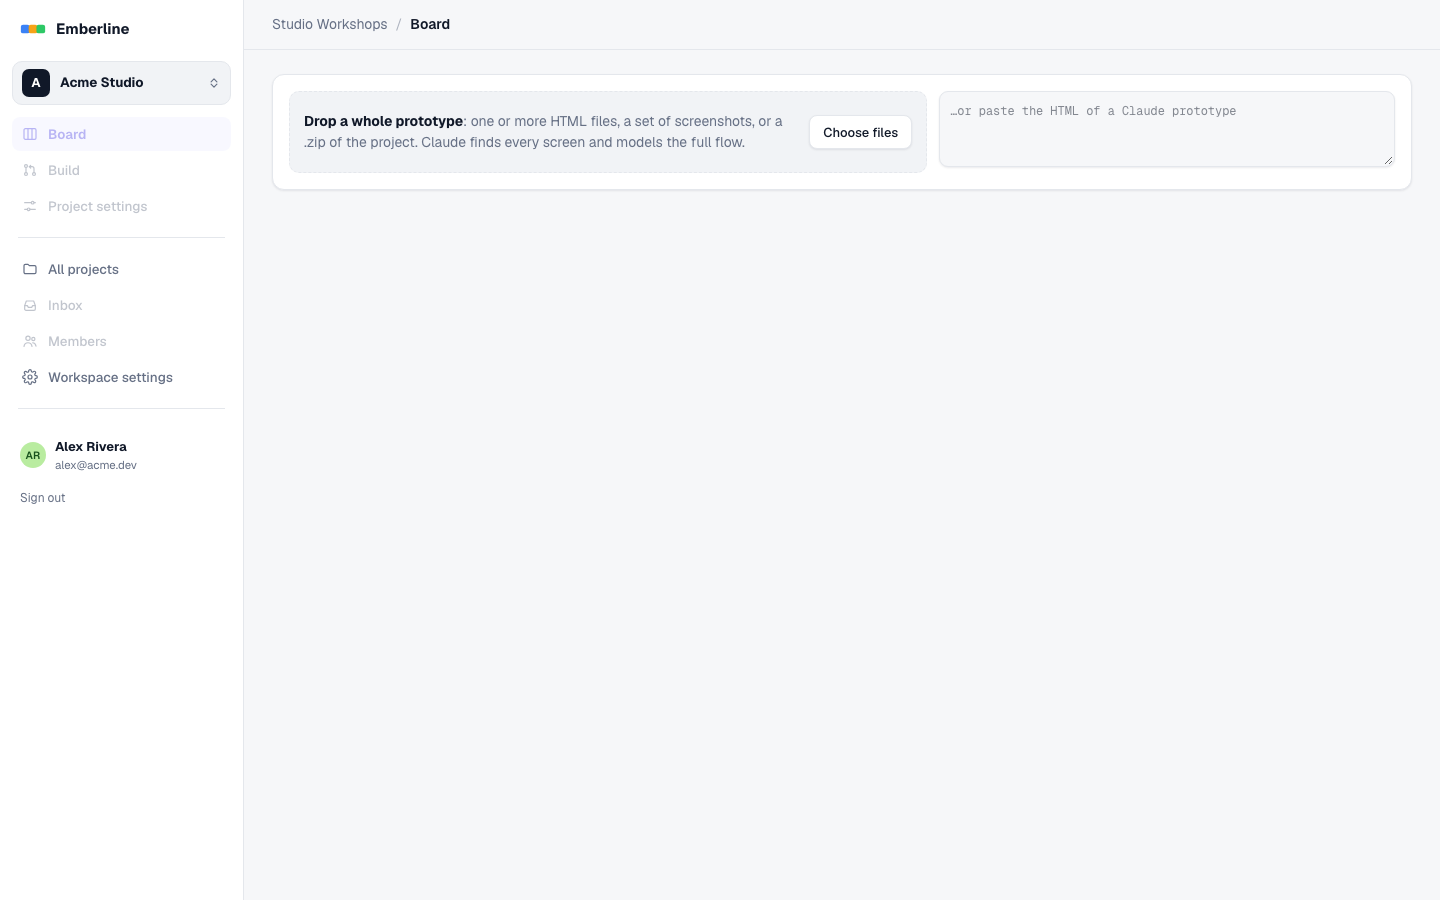 Emberline
A
Acme Studio
Board
Build
Project settings
All projects
Inbox
Members
Workspace settings
AR
Alex Rivera
alex@acme.dev
Sign out
Studio Workshops / Board
Drop a whole prototype: one or more HTML files, a set of screenshots, or a
.zip of the project. Claude finds every screen and models the full flow.
Choose files
…or paste the HTML of a Claude prototype